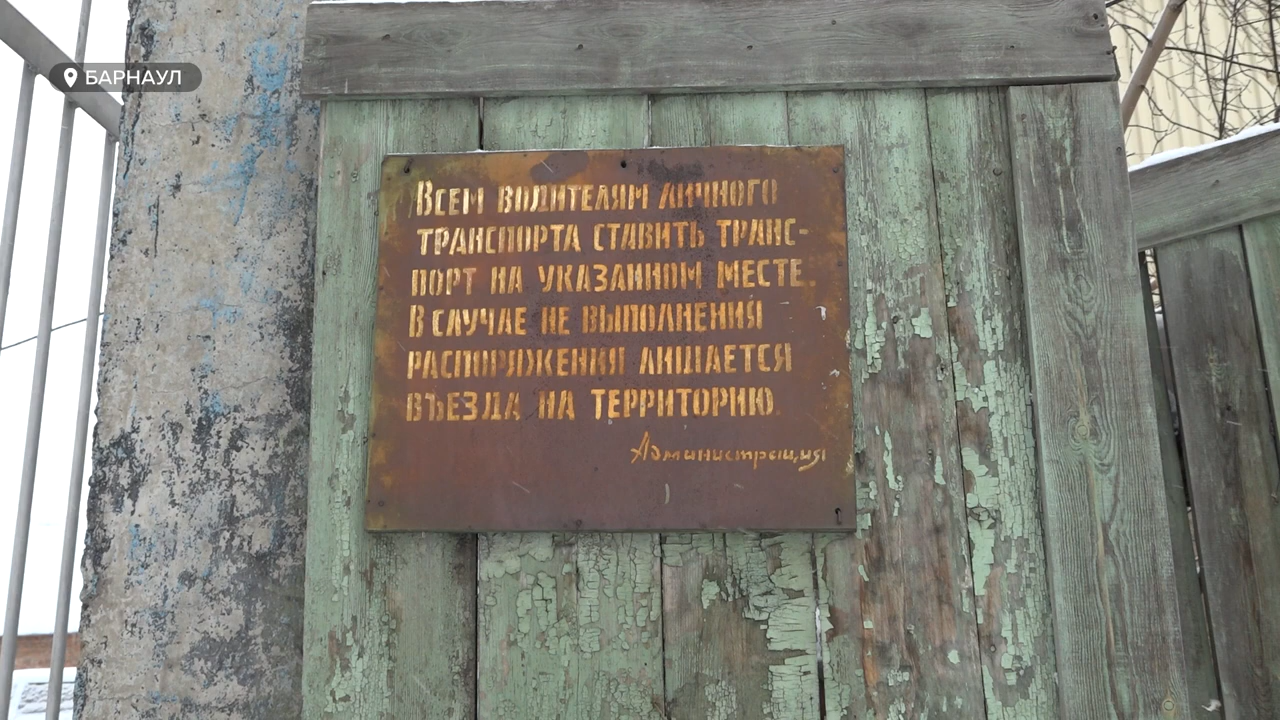 БАРНАУЛ
Всем водителям личного
транспорта ставить транс-
порт на указанном месте.
В случае не выполнения
распоряжения лишается
въезда на территорию.
Администрация